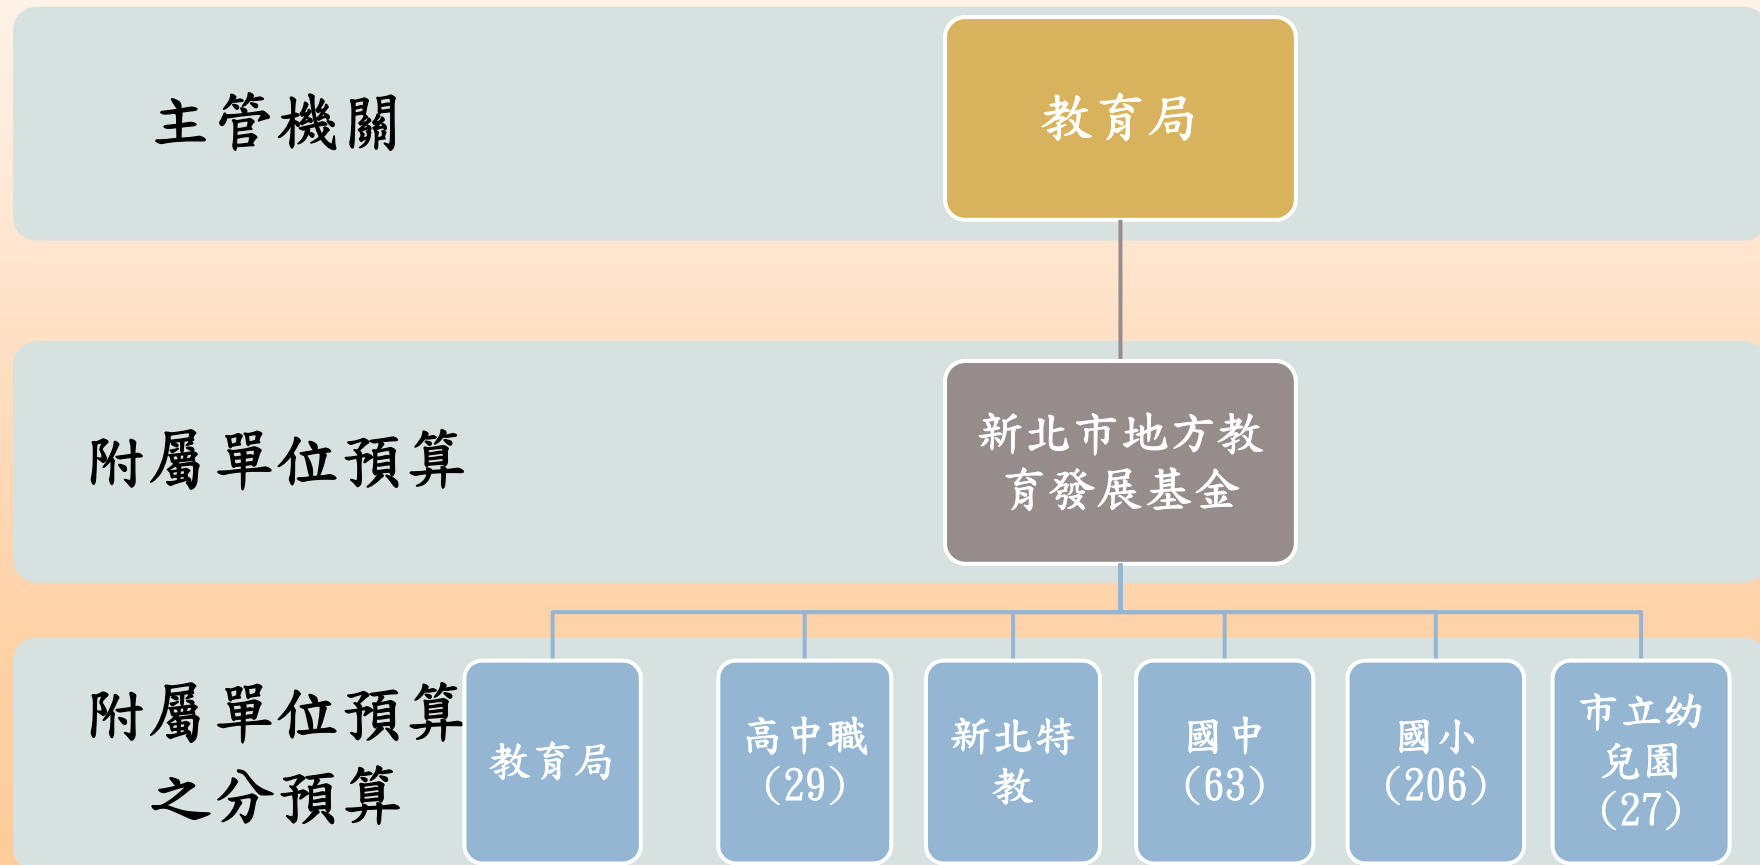 主管機關
教育局
附屬單位預算
新北市地方教
育發展基金
附屬單位預算
之分預算
教育局
高中職
(29)
新北特
教
國中
(63)
國小
(206)
市立幼
兒園
(27)